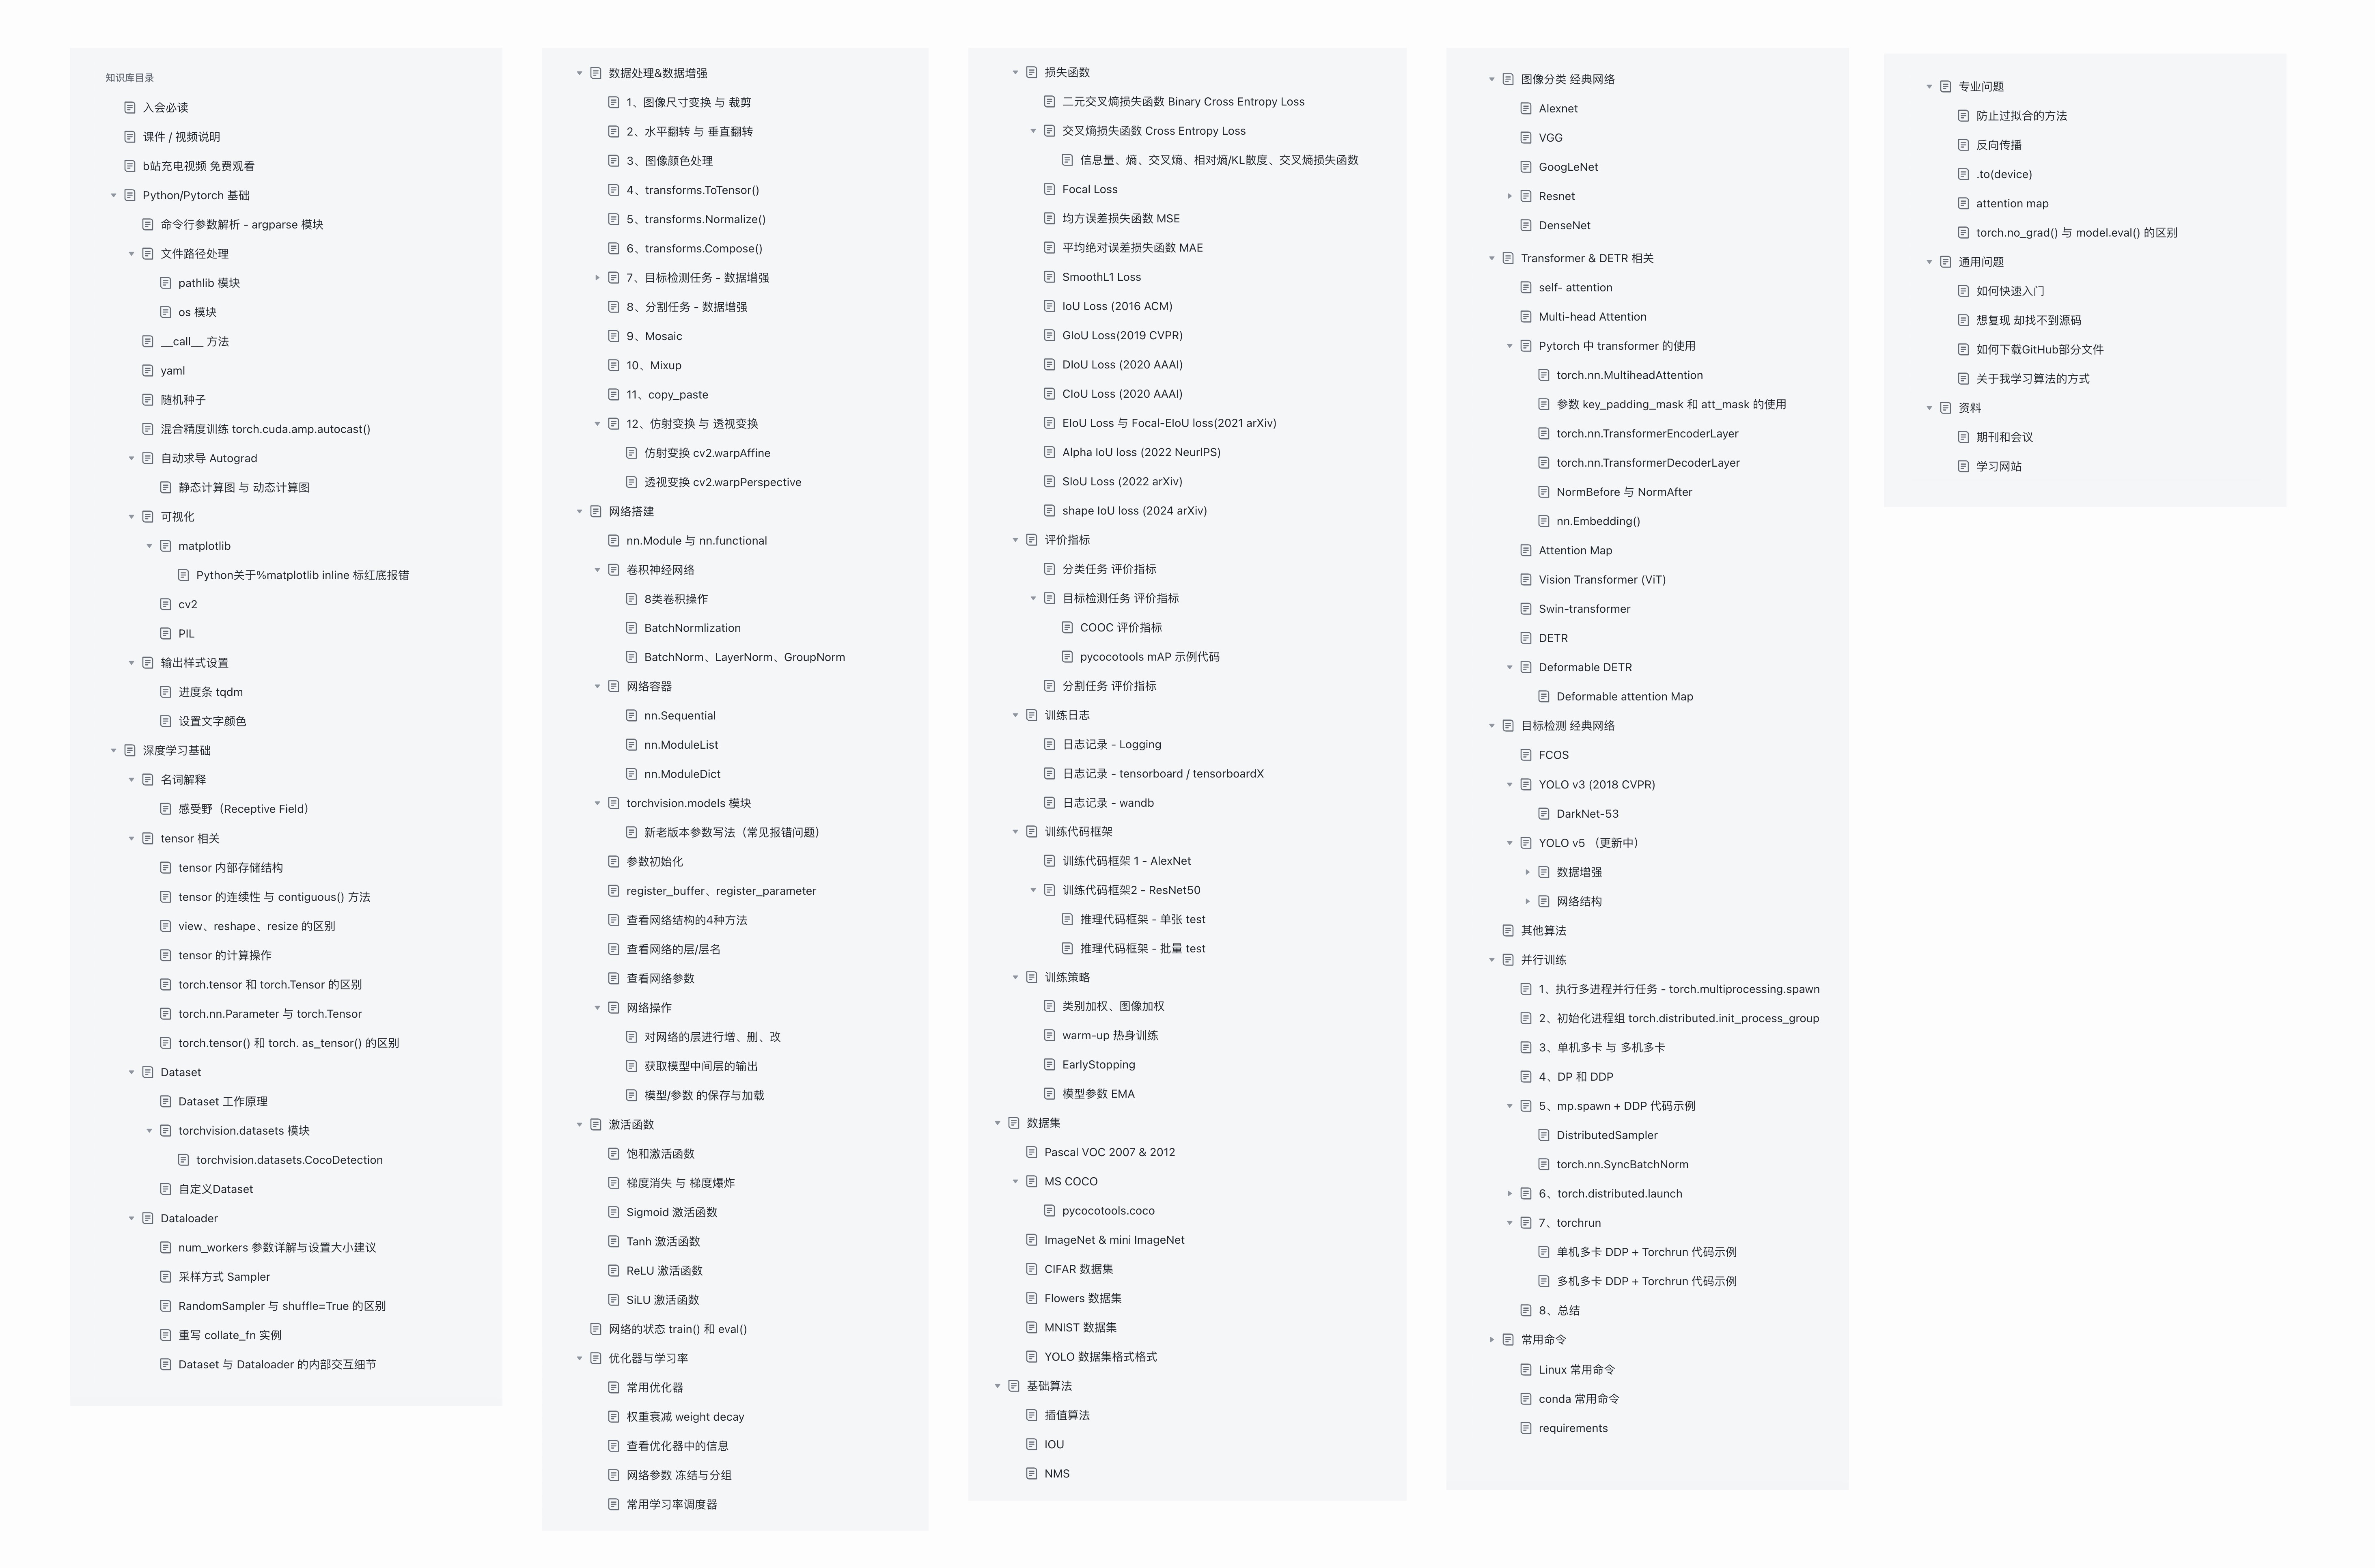 知识库目录
入会必读
课件 / 视频说明
b站充电视频 免费观看
Python/Pytorch 基础
命令行参数解析 - argparse 模块
文件路径处理
pathlib 模块
os 模块
__call__ 方法
yaml
随机种子
混合精度训练 torch.cuda.amp.autocast()
自动求导 Autograd
静态计算图 与 动态计算图
可视化
matplotlib
Python关于%matplotlib inline 标红底报错
cv2
PIL
输出样式设置
进度条 tqdm
设置文字颜色
深度学习基础
名词解释
感受野（Receptive Field）
tensor 相关
tensor 内部存储结构
tensor 的连续性 与 contiguous() 方法
view、reshape、resize 的区别
tensor 的计算操作
torch.tensor 和 torch.Tensor 的区别
torch.nn.Parameter 与 torch.Tensor
torch.tensor() 和 torch. as_tensor() 的区别
Dataset
Dataset 工作原理
torchvision.datasets 模块
torchvision.datasets.CocoDetection
自定义Dataset
Dataloader
num_workers 参数详解与设置大小建议
采样方式 Sampler
RandomSampler 与 shuffle=True 的区别
重写 collate_fn 实例
Dataset 与 Dataloader 的内部交互细节
数据处理&数据增强
1、图像尺寸变换 与 裁剪
2、水平翻转 与 垂直翻转
3、图像颜色处理
4、transforms.ToTensor()
5、transforms.Normalize()
6、transforms.Compose()
7、目标检测任务 - 数据增强
8、分割任务 - 数据增强
9、Mosaic
10、Mixup
11、copy_paste
12、仿射变换 与 透视变换
仿射变换 cv2.warpAffine
透视变换 cv2.warpPerspective
网络搭建
nn.Module 与 nn.functional
卷积神经网络
8类卷积操作
BatchNormlization
BatchNorm、LayerNorm、GroupNorm
网络容器
nn.Sequential
nn.ModuleList
nn.ModuleDict
torchvision.models 模块
新老版本参数写法（常见报错问题）
参数初始化
register_buffer、register_parameter
查看网络结构的4种方法
查看网络的层/层名
查看网络参数
网络操作
对网络的层进行增、删、改
获取模型中间层的输出
模型/参数 的保存与加载
激活函数
饱和激活函数
梯度消失 与 梯度爆炸
Sigmoid 激活函数
Tanh 激活函数
ReLU 激活函数
SiLU 激活函数
网络的状态 train() 和 eval()
优化器与学习率
常用优化器
权重衰减 weight decay
查看优化器中的信息
网络参数 冻结与分组
常用学习率调度器
损失函数
二元交叉熵损失函数 Binary Cross Entropy Loss
交叉熵损失函数 Cross Entropy Loss
信息量、熵、交叉熵、相对熵/KL散度、交叉熵损失函数
Focal Loss
均方误差损失函数 MSE
平均绝对误差损失函数 MAE
SmoothL1 Loss
IoU Loss (2016 ACM)
GIoU Loss(2019 CVPR)
DIoU Loss (2020 AAAI)
CIoU Loss (2020 AAAI)
EIoU Loss 与 Focal-EIoU loss(2021 arXiv)
Alpha IoU loss (2022 NeurIPS)
SIoU Loss (2022 arXiv)
shape IoU loss (2024 arXiv)
评价指标
分类任务 评价指标
目标检测任务 评价指标
COOC 评价指标
pycocotools mAP 示例代码
分割任务 评价指标
训练日志
日志记录 - Logging
日志记录 - tensorboard / tensorboardX
日志记录 - wandb
训练代码框架
训练代码框架 1 - AlexNet
训练代码框架2 - ResNet50
推理代码框架 - 单张 test
推理代码框架 - 批量 test
训练策略
类别加权、图像加权
warm-up 热身训练
EarlyStopping
模型参数 EMA
数据集
Pascal VOC 2007 & 2012
MS COCO
pycocotools.coco
ImageNet & mini ImageNet
CIFAR 数据集
Flowers 数据集
MNIST 数据集
YOLO 数据集格式格式
基础算法
插值算法
IOU
NMS
图像分类 经典网络
Alexnet
VGG
GoogLeNet
Resnet
DenseNet
Transformer & DETR 相关
self- attention
Multi-head Attention
Pytorch 中 transformer 的使用
torch.nn.MultiheadAttention
参数 key_padding_mask 和 att_mask 的使用
torch.nn.TransformerEncoderLayer
torch.nn.TransformerDecoderLayer
NormBefore 与 NormAfter
nn.Embedding()
Attention Map
Vision Transformer (ViT)
Swin-transformer
DETR
Deformable DETR
Deformable attention Map
目标检测 经典网络
FCOS
YOLO v3 (2018 CVPR)
DarkNet-53
YOLO v5 （更新中）
数据增强
网络结构
其他算法
并行训练
1、执行多进程并行任务 - torch.multiprocessing.spawn
2、初始化进程组 torch.distributed.init_process_group
3、单机多卡 与 多机多卡
4、DP 和 DDP
5、mp.spawn + DDP 代码示例
DistributedSampler
torch.nn.SyncBatchNorm
6、torch.distributed.launch
7、torchrun
单机多卡 DDP + Torchrun 代码示例
多机多卡 DDP + Torchrun 代码示例
8、总结
常用命令
Linux 常用命令
conda 常用命令
requirements
专业问题
防止过拟合的方法
反向传播
.to(device)
attention map
torch.no_grad() 与 model.eval() 的区别
通用问题
如何快速入门
想复现 却找不到源码
如何下载GitHub部分文件
关于我学习算法的方式
资料
期刊和会议
学习网站